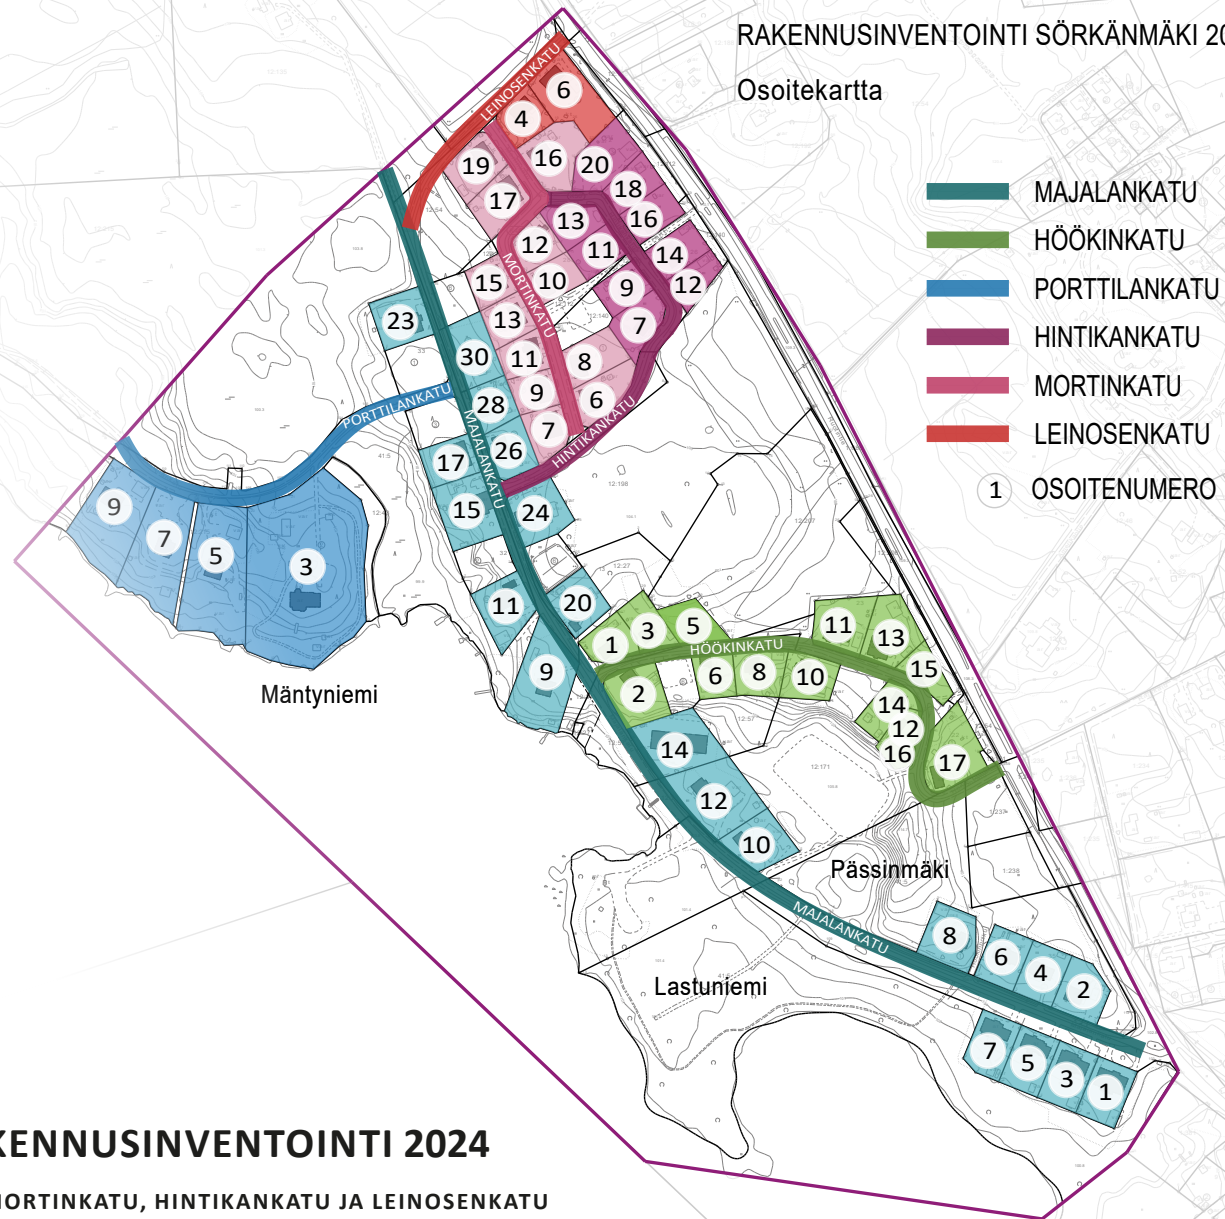 RAKENNUSINVENTOINTI SÖRKÄNMÄKI 20
Osoitekartta
MAJALANKATU
HÖÖKINKATU
PORTTILANKATU
HINTIKANKATU
MORTINKATU
LEINOSENKATU
1 OSOITENUMERO
LEINOSENKATU
6
4
19
16
20
17
18
13
16
12
11
14
15
10
9
12
MORTINKATU
23
13
7
30
11
8
PORTTILANKATU
28
9
6
MAJALANKATU
7
HINTIKANKATU
17
26
15
24
9
7
5
3
11
20
1
3
5
11
13
HÖÖKINKATU
9
6
8
10
15
2
Mäntyniemi
14
12
16
14
17
12
10
Pässinmäki
MAJALANKATU
8
6
4
2
Lastuniemi
7
5
3
1
KENNUSINVENTOINTI 2024
MORTINKATU, HINTIKANKATU JA LEINOSENKATU